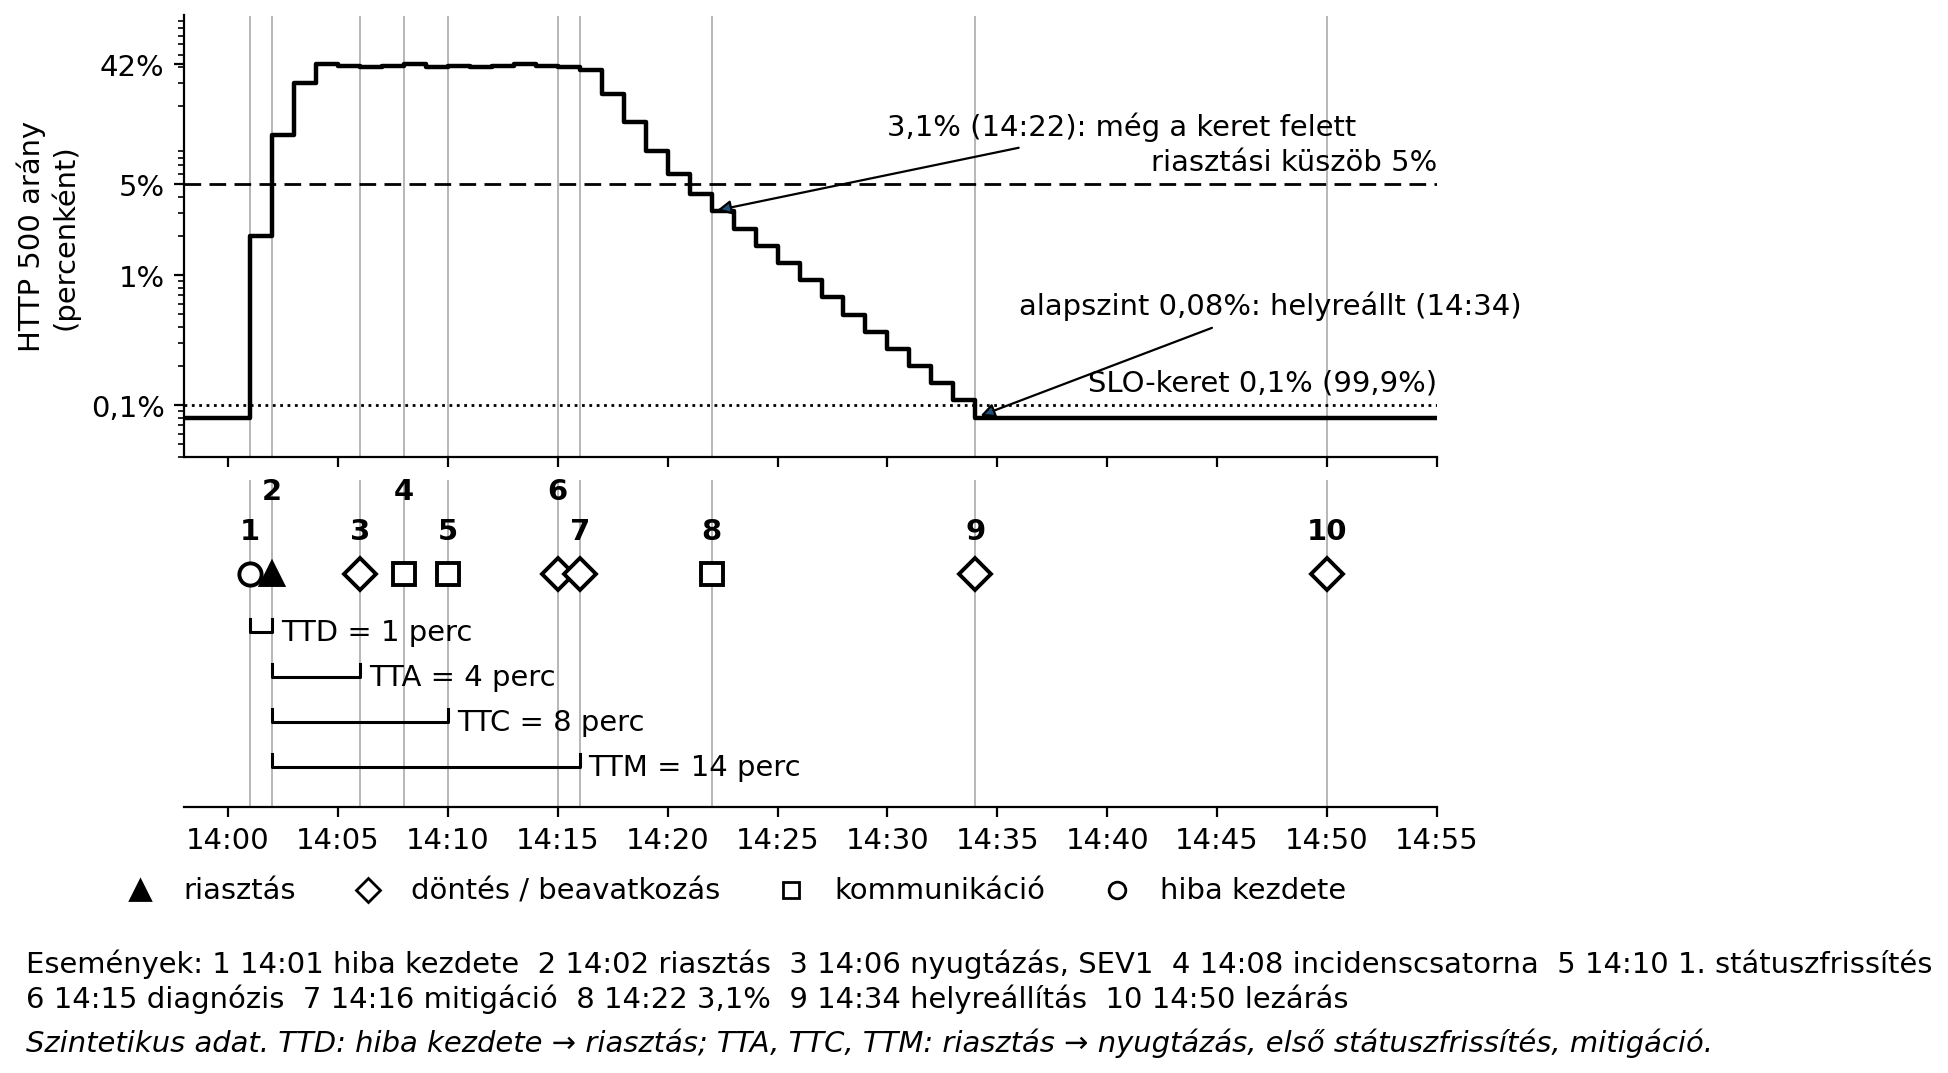 HTTP 500 arány
(percenként)
42%
5%
1%
0,1%
3,1% (14:22): még a keret felett
riasztási küszöb 5%
alapszint 0,08%: helyreállt (14:34)
SLO-keret 0,1% (99,9%)
2 4 6
1 3 5 7 8 9 10
TTD = 1 perc
TTA = 4 perc
TTC = 8 perc
TTM = 14 perc
14:00 14:05 14:10 14:15 14:20 14:25 14:30 14:35 14:40 14:45 14:50 14:55
riasztás döntés / beavatkozás kommunikáció hiba kezdete
Események: 1 14:01 hiba kezdete 2 14:02 riasztás 3 14:06 nyugtázás, SEV1 4 14:08 incidenscsatorna 5 14:10 1. státuszfrissítés
6 14:15 diagnózis 7 14:16 mitigáció 8 14:22 3,1% 9 14:34 helyreállítás 10 14:50 lezárás
Szintetikus adat. TTD: hiba kezdete → riasztás; TTA, TTC, TTM: riasztás → nyugtázás, első státuszfrissítés, mitigáció.